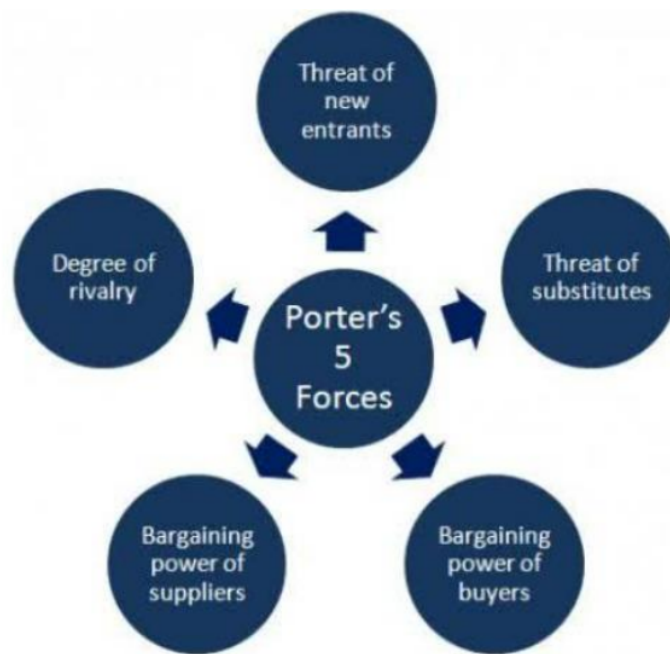 Threat of
new
entrants
Degree of
rivalry
Threat of
substitutes
Porter's
5
Forces
Bargaining
power of
suppliers
Bargaining
power of
buyers